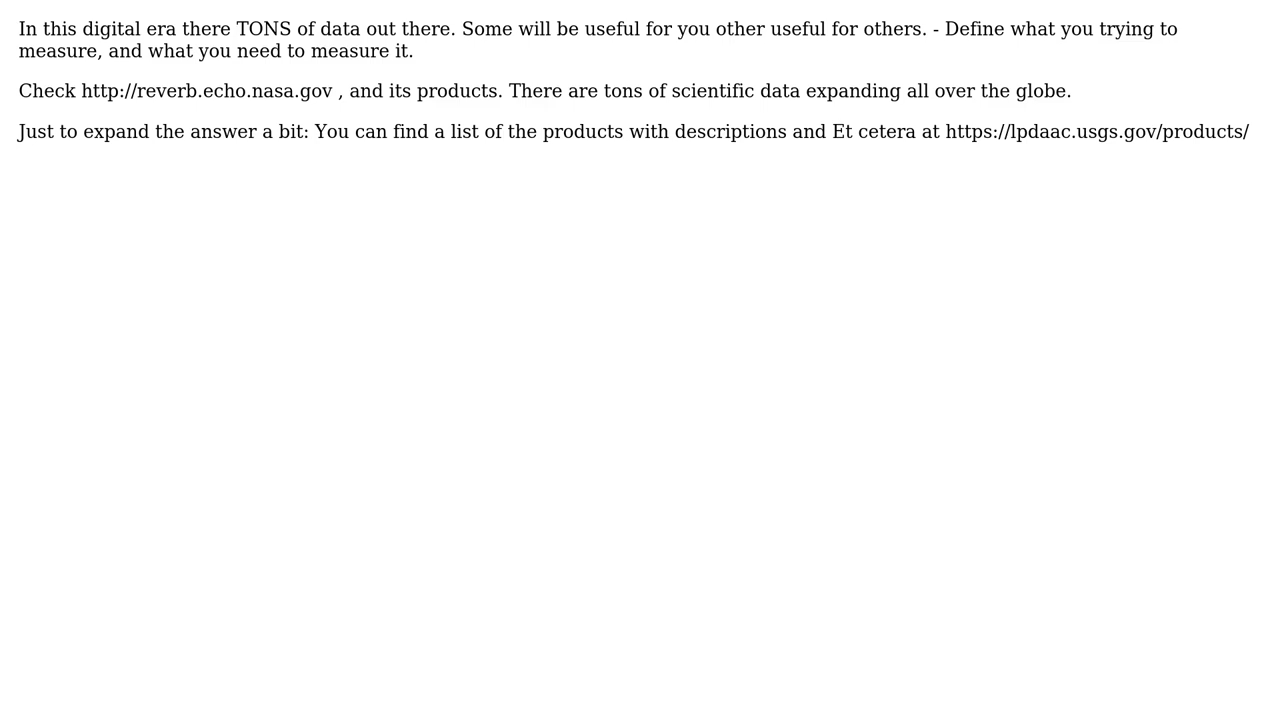 In this digital era there TONS of data out there. Some will be useful for you other useful for others. - Define what you trying to
measure, and what you need to measure it.
Check http://reverb.echo.nasa.gov , and its products. There are tons of scientific data expanding all over the globe.
Just to expand the answer a bit: You can find a list of the products with descriptions and Et cetera at https://lpdaac.usgs.gov/products/